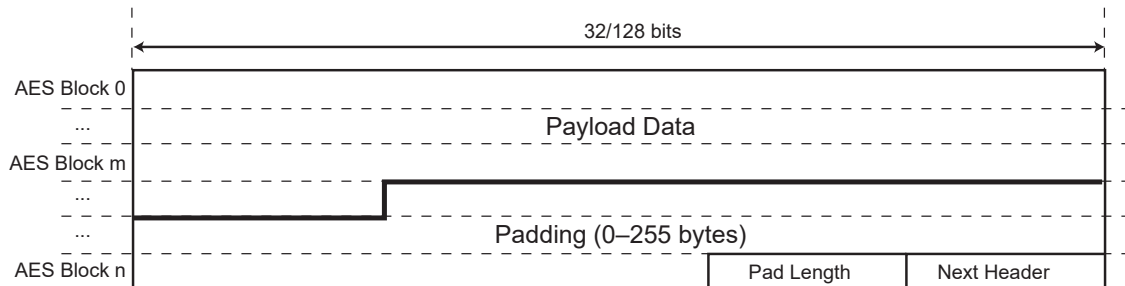 32/128 bits
AES Block 0
...
Payload Data
AES Block m
...
...
Padding (0–255 bytes)
AES Block n
Pad Length
Next Header